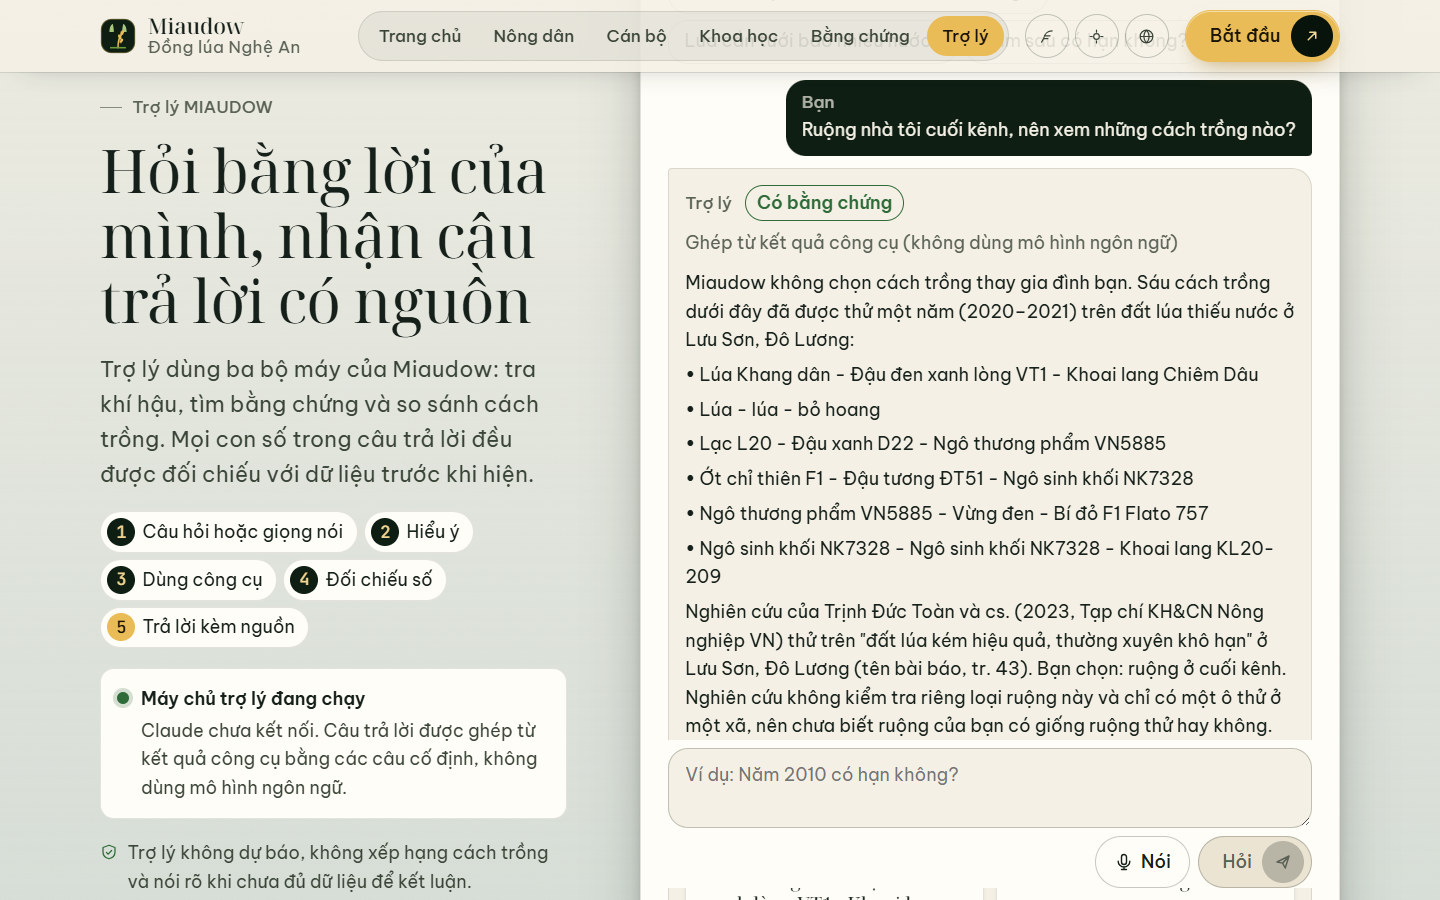 Miaudow
Đồng lúa Nghệ An
Trang chủ
Nông dân
Cán bộ
Khoa học
Bằng chứng
Trợ lý
Bắt đầu
Trợ lý MIAUDOW
Hỏi bằng lời của
mình, nhận câu
trả lời có nguồn
Trợ lý dùng ba bộ máy của Miaudow: tra
khí hậu, tìm bằng chứng và so sánh cách
trồng. Mọi con số trong câu trả lời đều
được đối chiếu với dữ liệu trước khi hiện.
1 Câu hỏi hoặc giọng nói
2 Hiểu ý
3 Dùng công cụ
4 Đối chiếu số
5 Trả lời kèm nguồn
Máy chủ trợ lý đang chạy
Claude chưa kết nối. Câu trả lời được ghép từ
kết quả công cụ bằng các câu cố định, không
dùng mô hình ngôn ngữ.
Trợ lý không dự báo, không xếp hạng cách trồng
và nói rõ khi chưa đủ dữ liệu để kết luận.
Bạn
Ruộng nhà tôi cuối kênh, nên xem những cách trồng nào?
Trợ lý
Có bằng chứng
Ghép từ kết quả công cụ (không dùng mô hình ngôn ngữ)
Miaudow không chọn cách trồng thay gia đình bạn. Sáu cách trồng
dưới đây đã được thử một năm (2020–2021) trên đất lúa thiếu nước ở
Lưu Sơn, Đô Lương:
• Lúa Khang dân - Đậu đen xanh lòng VT1 - Khoai lang Chiêm Dâu
• Lúa - lúa - bỏ hoang
• Lạc L20 - Đậu xanh D22 - Ngô thương phẩm VN5885
• Ớt chỉ thiên F1 - Đậu tương ĐT51 - Ngô sinh khối NK7328
• Ngô thương phẩm VN5885 - Vừng đen - Bí đỏ F1 Flato 757
• Ngô sinh khối NK7328 - Ngô sinh khối NK7328 - Khoai lang KL20-
209
Nghiên cứu của Trịnh Đức Toàn và cs. (2023, Tạp chí KH&CN Nông
nghiệp VN) thử trên "đất lúa kém hiệu quả, thường xuyên khô hạn" ở
Lưu Sơn, Đô Lương (tên bài báo, tr. 43). Bạn chọn: ruộng ở cuối kênh.
Nghiên cứu không kiểm tra riêng loại ruộng này và chỉ có một ô thử ở
một xã, nên chưa biết ruộng của bạn có giống ruộng thử hay không.
Ví dụ: Năm 2010 có hạn không?
Nói
Hỏi